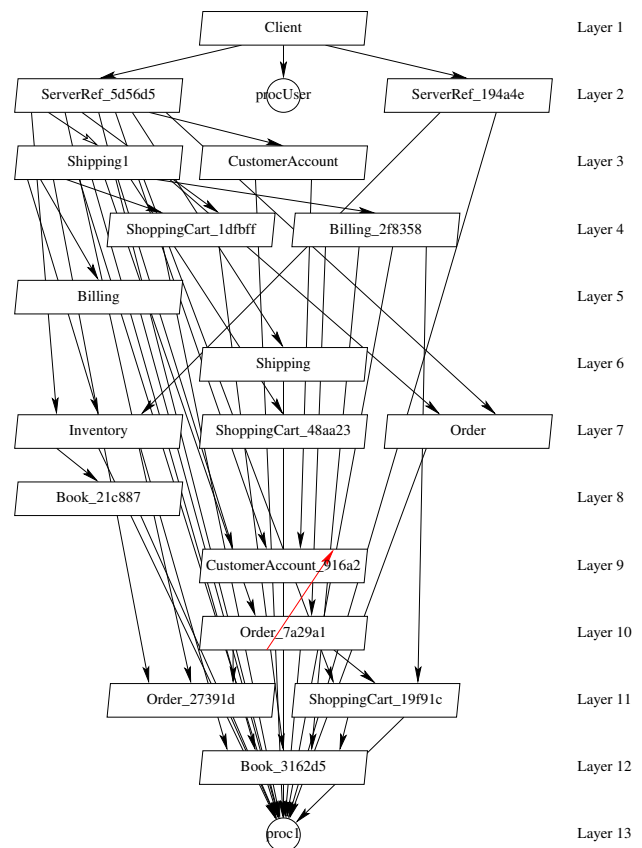 Client Layer 1
ServerRef_5d56d5 procUser ServerRef_194a4e Layer 2
Shipping1 CustomerAccount Layer 3
ShoppingCart_1dfbff Billing_2f8358 Layer 4
Billing Layer 5
Shipping Layer 6
Inventory ShoppingCart_48aa23 Order Layer 7
Book_21c887 Layer 8
CustomerAccount_916a2 Layer 9
Order_7a29a1 Layer 10
Order_27391d ShoppingCart_19f91c Layer 11
Book_3162d5 Layer 12
proc1 Layer 13